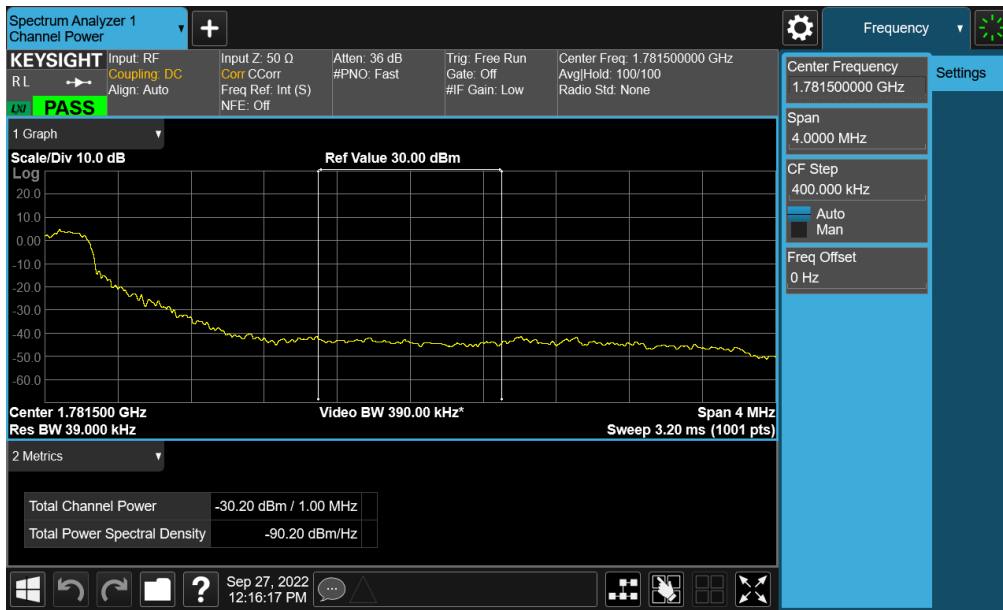 Spectrum Analyzer 1
Channel Power
+
Frequency
KEYSIGHT
R L
LXI
PASS
Input: RF
Coupling: DC
Align: Auto
Input Z: 50 Ω
Corr CCorr
Freq Ref: Int (S)
NFE: Off
Atten: 36 dB
#PNO: Fast
Trig: Free Run
Gate: Off
#IF Gain: Low
Center Freq: 1.781500000 GHz
Avg|Hold: 100/100
Radio Std: None
Center Frequency
1.781500000 GHz
Settings
Span
4.0000 MHz
CF Step
400.000 kHz
Auto
Man
Freq Offset
0 Hz
1 Graph
Scale/Div 10.0 dB
Ref Value 30.00 dBm
Log
20.0
10.0
0.00
-10.0
-20.0
-30.0
-40.0
-50.0
-60.0
Center 1.781500 GHz
Video BW 390.00 kHz*
Span 4 MHz
Res BW 39.000 kHz
Sweep 3.20 ms (1001 pts)
2 Metrics
Total Channel Power
-30.20 dBm / 1.00 MHz
Total Power Spectral Density
-90.20 dBm/Hz
?
Sep 27, 2022
12:16:17 PM